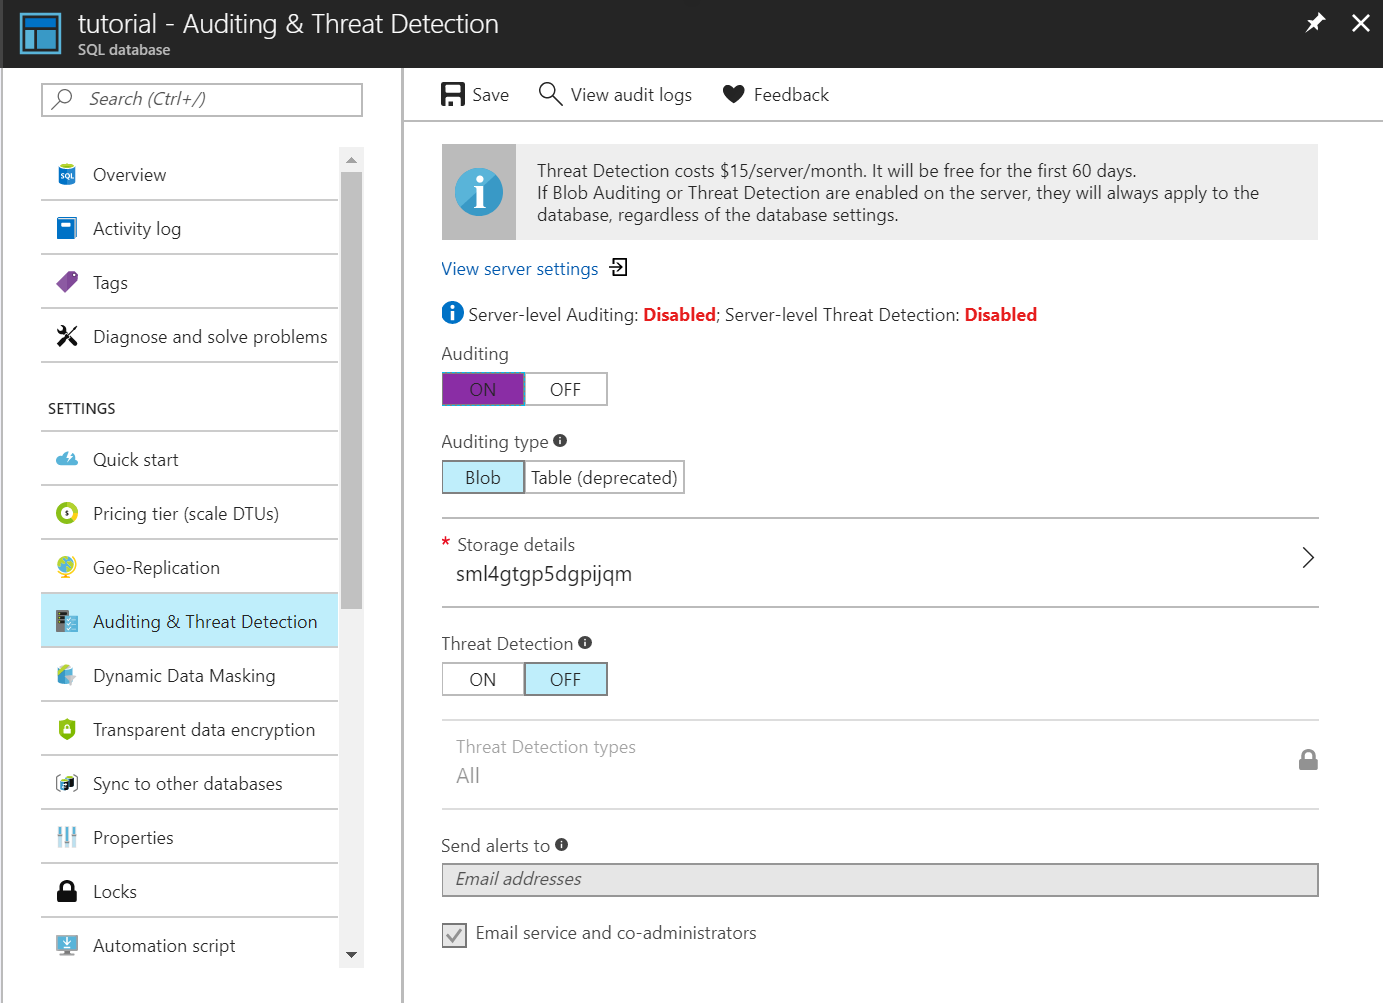 tutorial - Auditing & Threat Detection
SQL database
Search (Ctrl+/)
SQL
Overview
Activity log
Tags
Diagnose and solve problems
SETTINGS
Quick start
Pricing tier (scale DTUs)
Geo-Replication
Auditing & Threat Detection
Dynamic Data Masking
Transparent data encryption
Sync to other databases
Properties
Locks
Automation script
Save
View audit logs
Feedback
Threat Detection costs $15/server/month. It will be free for the first 60 days.
If Blob Auditing or Threat Detection are enabled on the server, they will always apply to the
database, regardless of the database settings.
View server settings
Server-level Auditing: Disabled; Server-level Threat Detection: Disabled
Auditing
ON OFF
Auditing type
Blob Table (deprecated)
* Storage details
sml4gtgp5dgpijqm
Threat Detection
ON OFF
Threat Detection types
All
Send alerts to
Email addresses
Email service and co-administrators